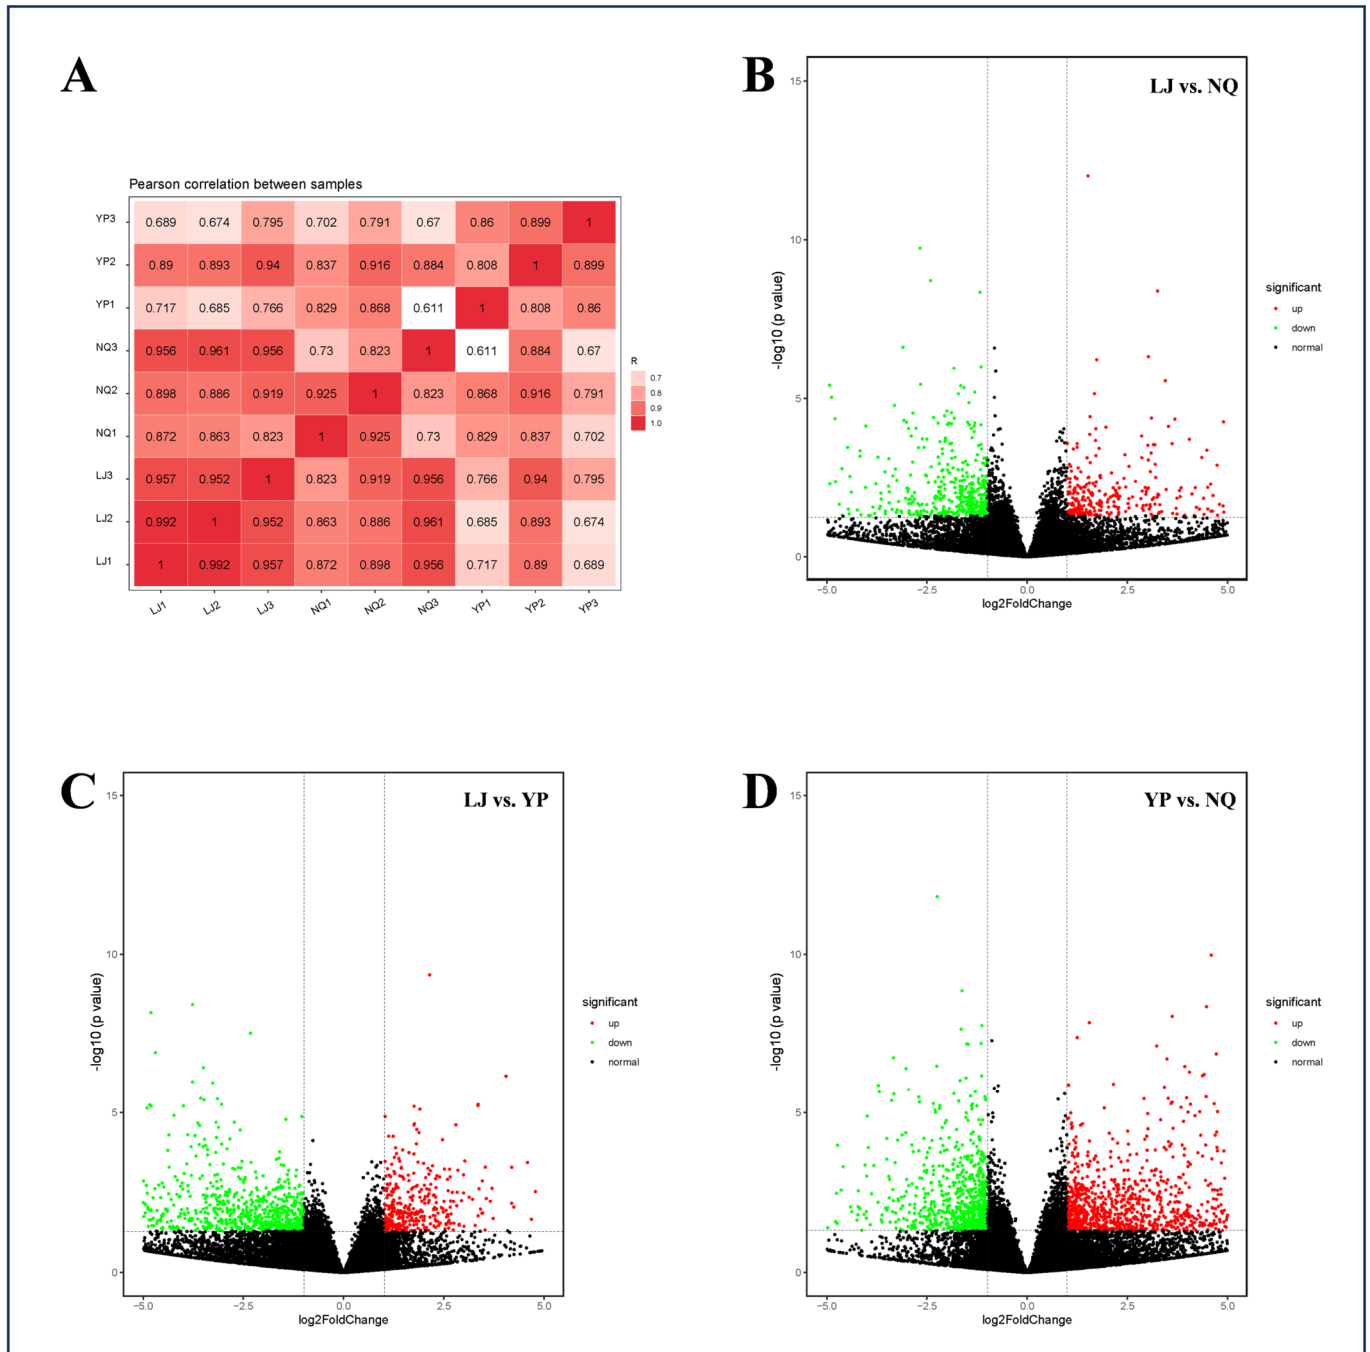 A
Pearson correlation between samples
YP3 0.689 0.674 0.795 0.702 0.791 0.67 0.86 0.899 1
YP2 0.89 0.893 0.94 0.837 0.916 0.884 0.808 1 0.899
YP1 0.717 0.685 0.766 0.829 0.868 0.611 1 0.808 0.86
NQ3 0.956 0.961 0.956 0.73 0.823 1 0.611 0.884 0.67
NQ2 0.898 0.886 0.919 0.925 1 0.823 0.868 0.916 0.791
NQ1 0.872 0.863 0.823 1 0.925 0.73 0.829 0.837 0.702
LJ3 0.957 0.952 1 0.823 0.919 0.956 0.766 0.94 0.795
LJ2 0.992 1 0.952 0.863 0.886 0.961 0.685 0.893 0.674
LJ1 1 0.992 0.957 0.872 0.898 0.956 0.717 0.89 0.689
LJ1 LJ2 LJ3 NQ1 NQ2 NQ3 YP1 YP2 YP3
R
0.7
0.8
0.9
1.0
B
LJ vs. NQ
15
10
5
0
-log10 (p value)
−5.0 −2.5 0.0 2.5 5.0
log2FoldChange
significant
up
down
normal
C
LJ vs. YP
15
10
5
0
-log10 (p value)
−5.0 −2.5 0.0 2.5 5.0
log2FoldChange
significant
up
down
normal
D
YP vs. NQ
15
10
5
0
-log10 (p value)
−5.0 −2.5 0.0 2.5 5.0
log2FoldChange
significant
up
down
normal